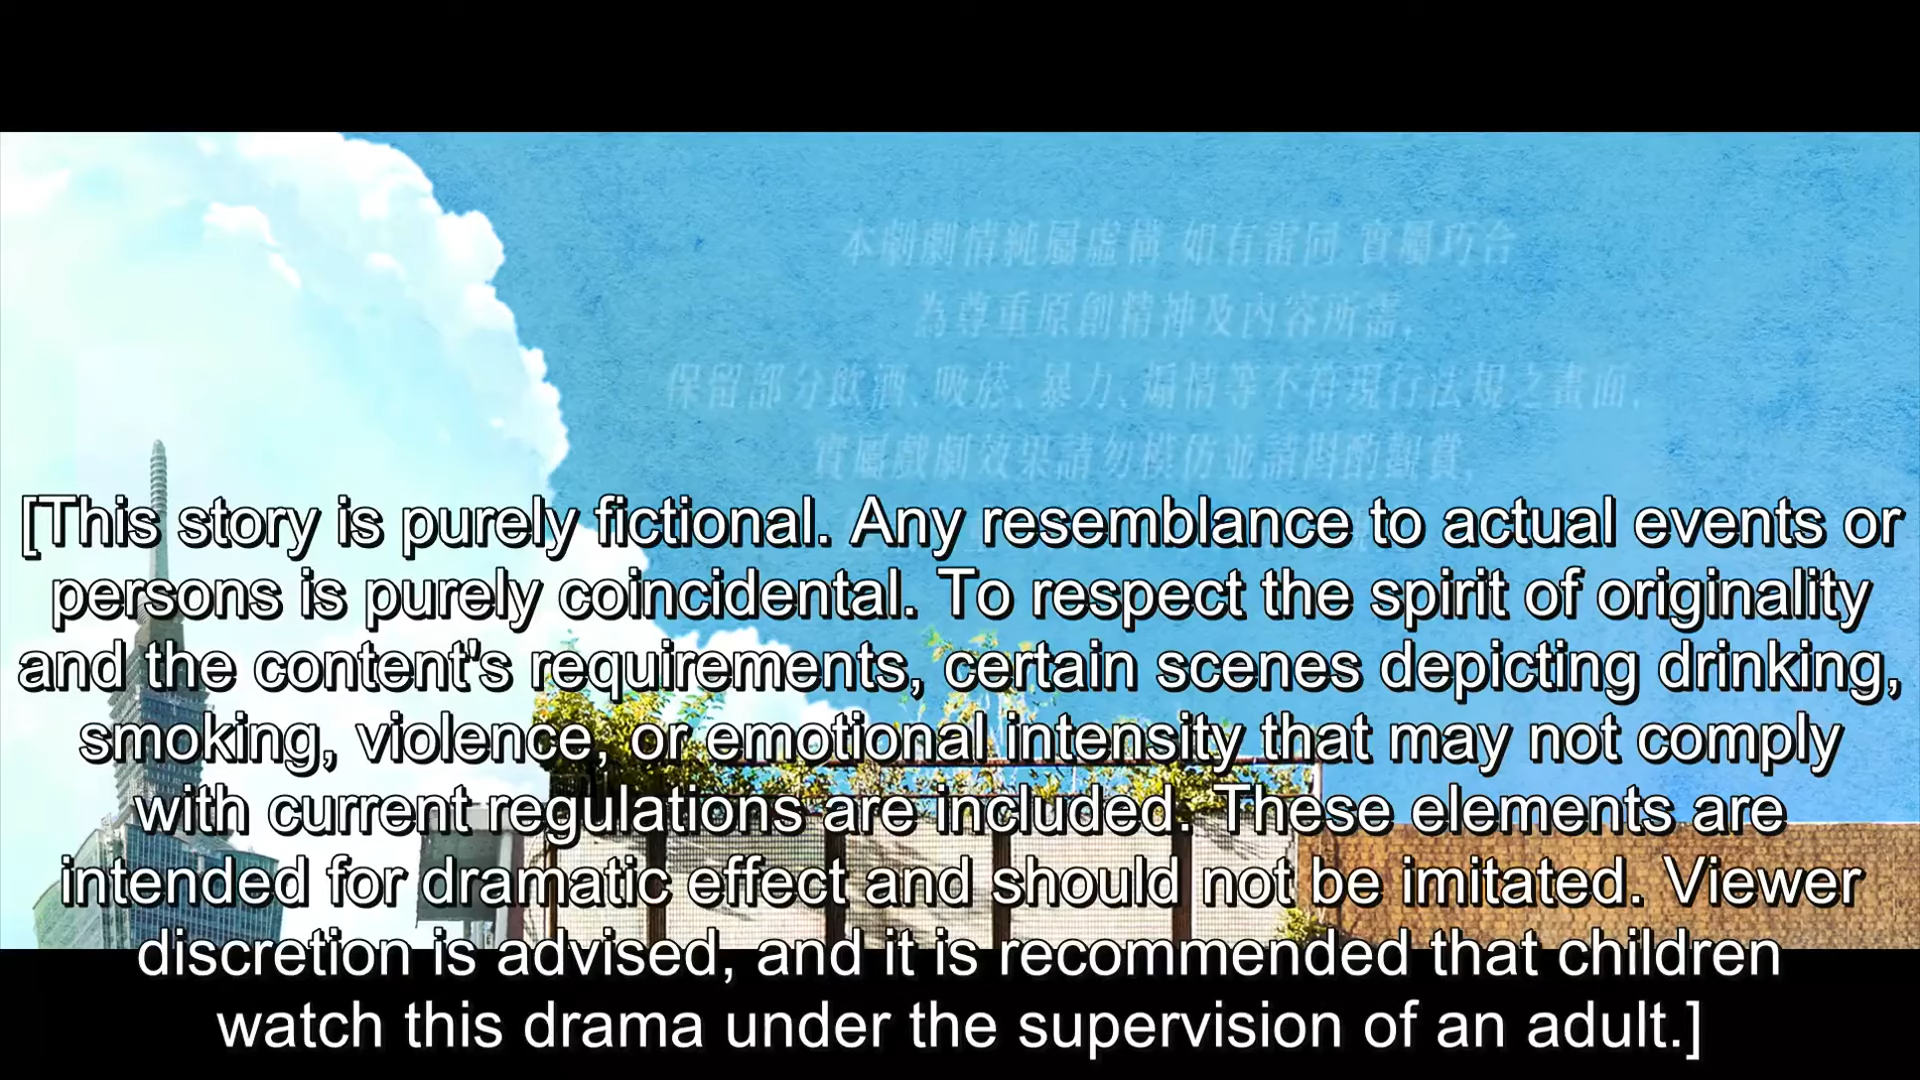 本劇劇情純屬虛構 如有雷同 實屬巧合
為尊重原創精神及內容所需,
保留部分飲酒、吸菸、暴力、煽情等不符現行法規之畫面,
實屬戲劇效果請勿模仿並請斟酌觀賞,
[This story is purely fictional. Any resemblance to actual events or
persons is purely coincidental. To respect the spirit of originality
and the content's requirements, certain scenes depicting drinking,
smoking, violence, or emotional intensity that may not comply
with current regulations are included. These elements are
intended for dramatic effect and should not be imitated. Viewer
discretion is advised, and it is recommended that children
watch this drama under the supervision of an adult.]